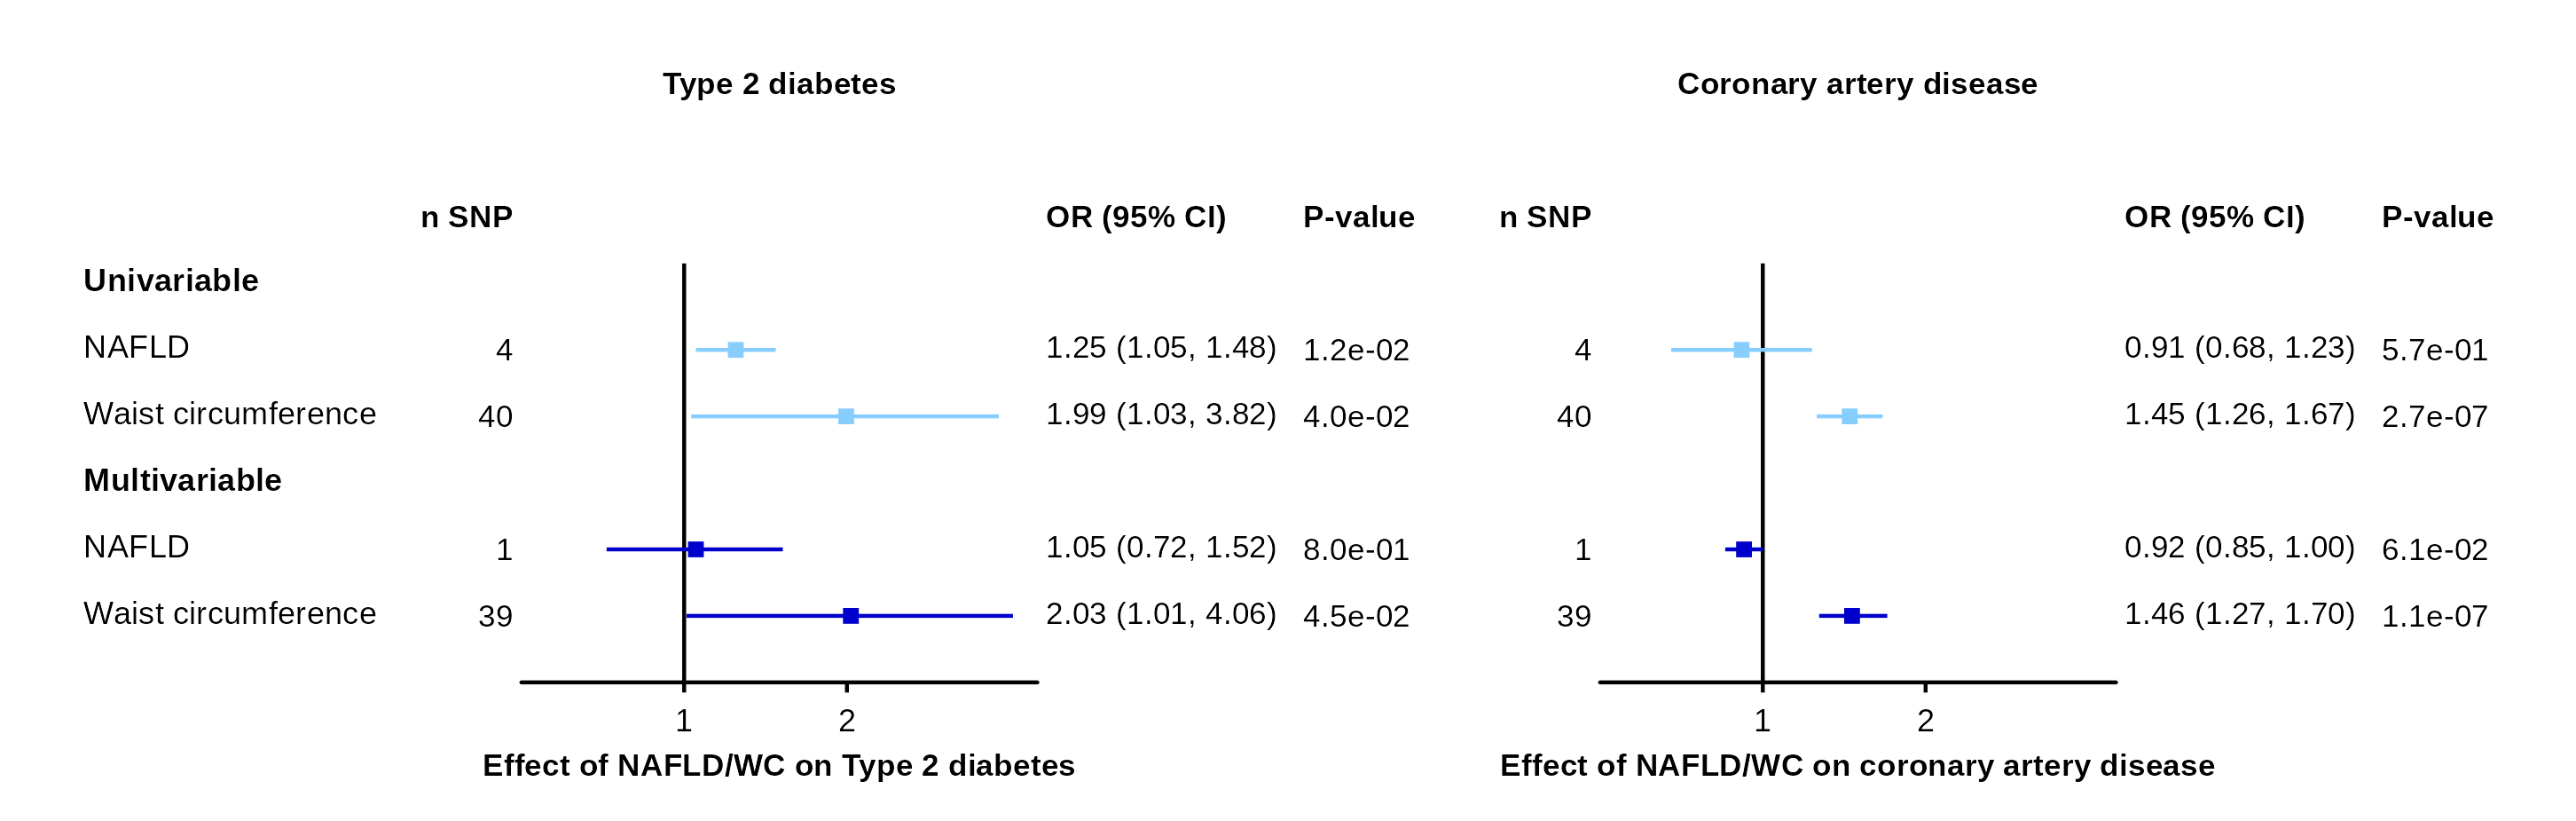 Type 2 diabetes Coronary artery disease
n SNP OR (95% CI) P-value n SNP OR (95% CI) P-value
Univariable
NAFLD 4 1.25 (1.05, 1.48) 1.2e-02 4 0.91 (0.68, 1.23) 5.7e-01
Waist circumference 40 1.99 (1.03, 3.82) 4.0e-02 40 1.45 (1.26, 1.67) 2.7e-07
Multivariable
NAFLD 1 1.05 (0.72, 1.52) 8.0e-01 1 0.92 (0.85, 1.00) 6.1e-02
Waist circumference 39 2.03 (1.01, 4.06) 4.5e-02 39 1.46 (1.27, 1.70) 1.1e-07
1 2 1 2
Effect of NAFLD/WC on Type 2 diabetes Effect of NAFLD/WC on coronary artery disease